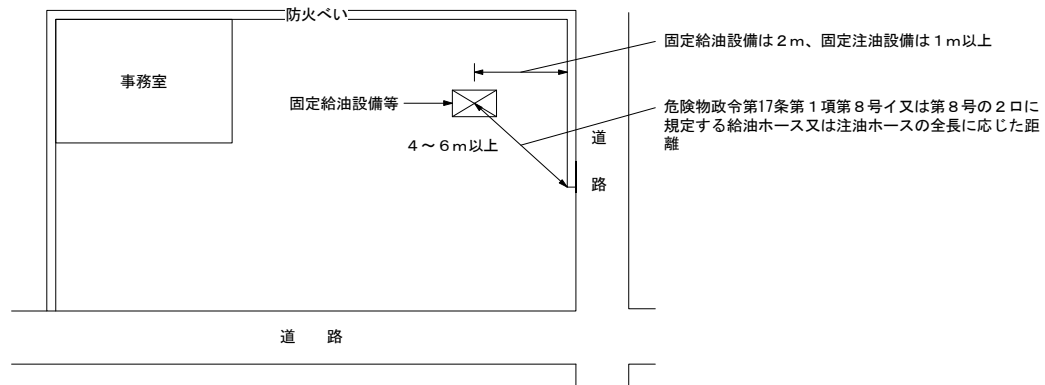 防火べい
固定給油設備は２ｍ、固定注油設備は１ｍ以上
事務室
固定給油設備等
危険物政令第17条第１項第８号イ又は第８号の２ロに
規定する給油ホース又は注油ホースの全長に応じた距
離
４～６ｍ以上
道
路
道　路